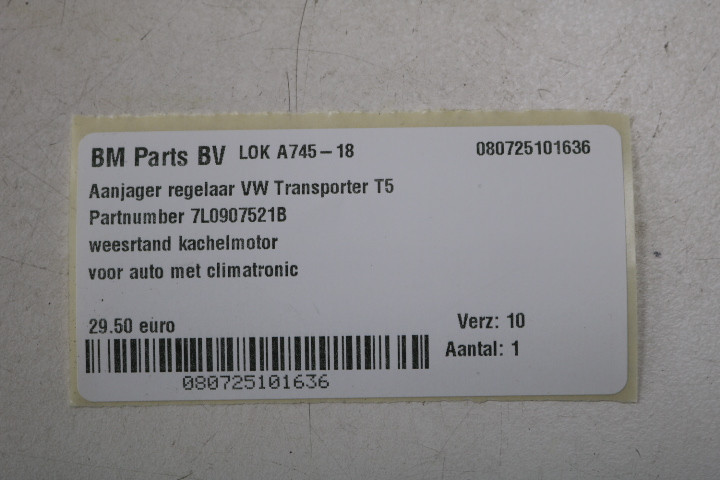 BM Parts BV LOK A745-18 080725101636
Aanjager regelaar VW Transporter T5
Partnumber 7L0907521B
weesrtand kachelmotor
voor auto met climatronic
29.50 euro Verz: 10
Aantal: 1
080725101636